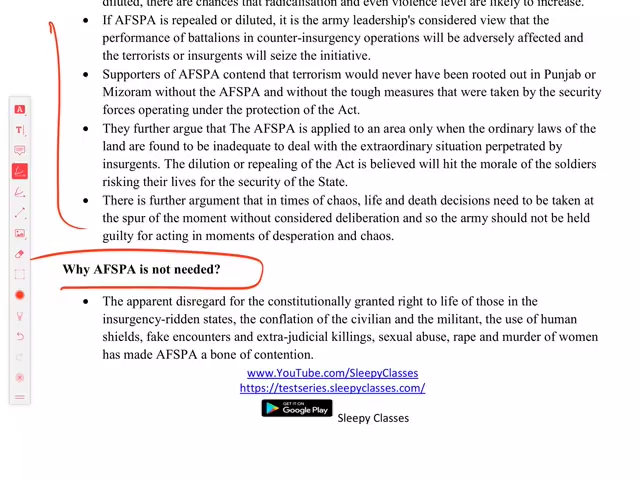 diluted, there are chances that radicalisation and even violence level are likely to increase.
• If AFSPA is repealed or diluted, it is the army leadership's considered view that the
performance of battalions in counter-insurgency operations will be adversely affected and
the terrorists or insurgents will seize the initiative.
• Supporters of AFSPA contend that terrorism would never have been rooted out in Punjab or
Mizoram without the AFSPA and without the tough measures that were taken by the security
forces operating under the protection of the Act.
• They further argue that The AFSPA is applied to an area only when the ordinary laws of the
land are found to be inadequate to deal with the extraordinary situation perpetrated by
insurgents. The dilution or repealing of the Act is believed will hit the morale of the soldiers
risking their lives for the security of the State.
• There is further argument that in times of chaos, life and death decisions need to be taken at
the spur of the moment without considered deliberation and so the army should not be held
guilty for acting in moments of desperation and chaos.
Why AFSPA is not needed?
• The apparent disregard for the constitutionally granted right to life of those in the
insurgency-ridden states, the conflation of the civilian and the militant, the use of human
shields, fake encounters and extra-judicial killings, sexual abuse, rape and murder of women
has made AFSPA a bone of contention.
www.YouTube.com/SleepyClasses
https://testseries.sleepyclasses.com/
GET IT ON
Google Play
Sleepy Classes